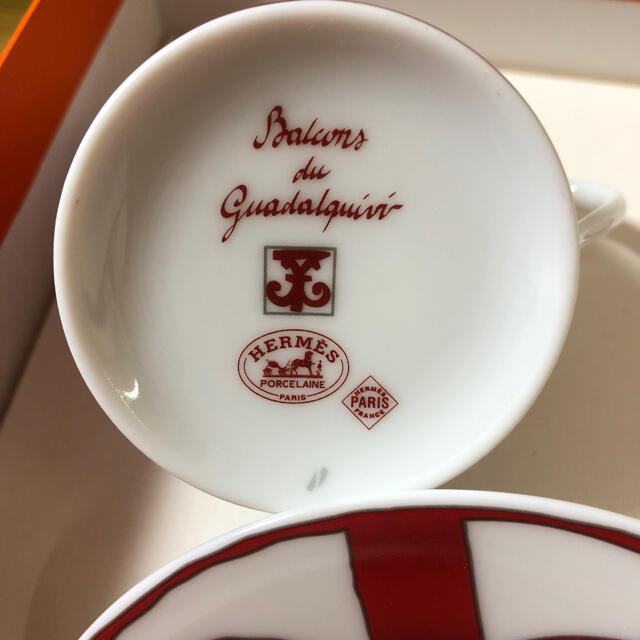 Balcons
du
Guadalquivir
HERMÈS
PORCELAINE
PARIS
HERMÈS
PARIS
FRANCE